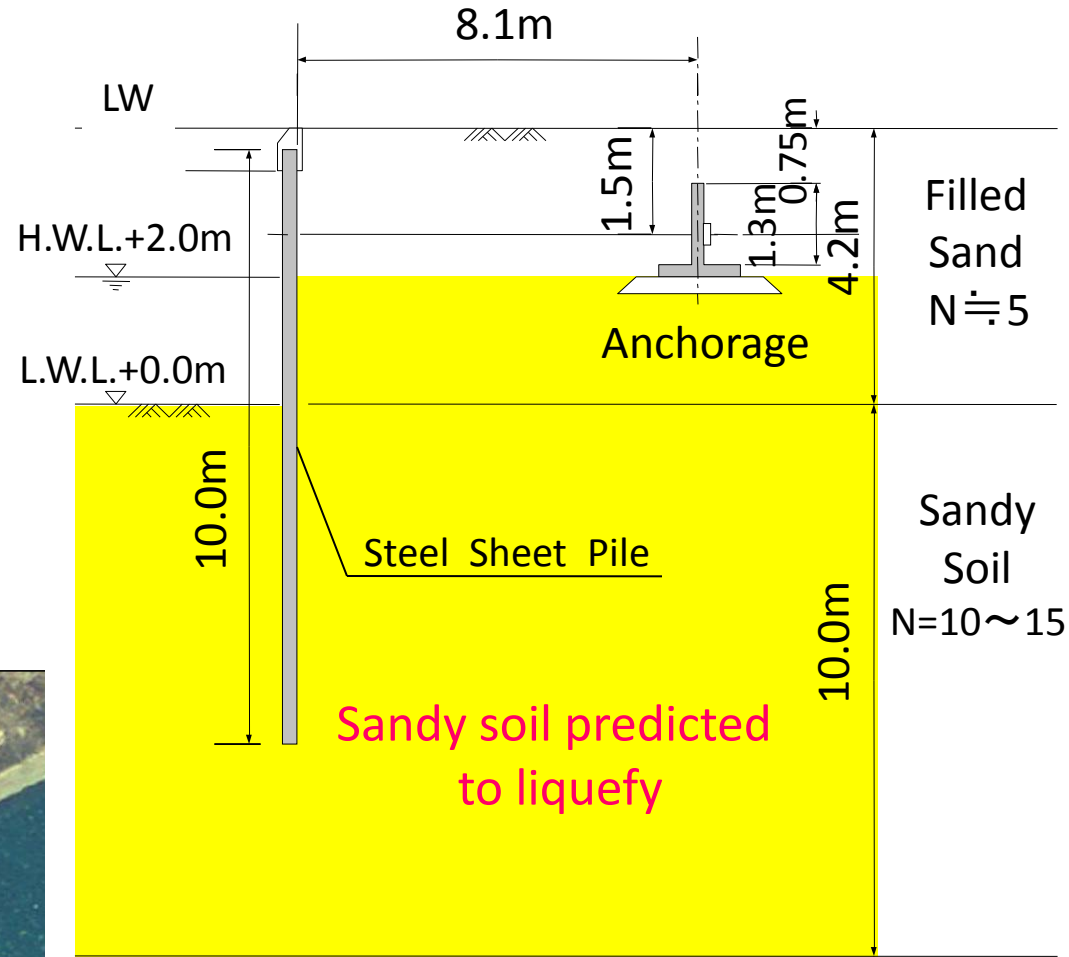 8.1m
LW
1.5m
0.75m
1.3m
4.2m
Filled
Sand
N≒5
H.W.L.+2.0m
Anchorage
L.W.L.+0.0m
10.0m
Steel Sheet Pile
Sandy
Soil
N=10～15
10.0m
Sandy soil predicted
to liquefy